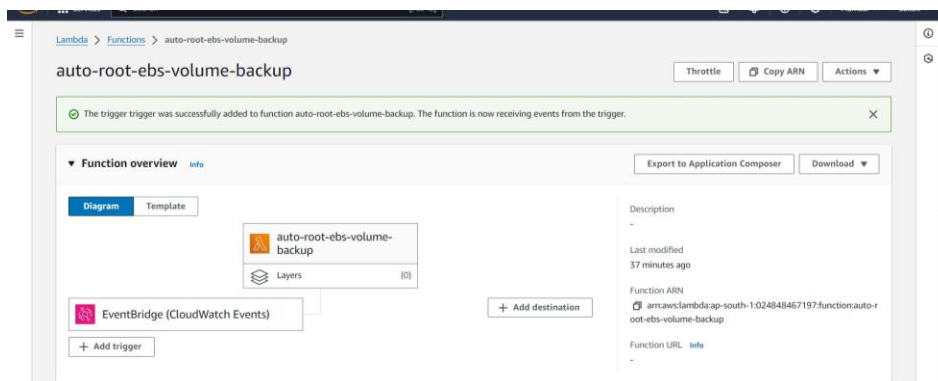 Lambda > Functions > auto-root-ebs-volume-backup
auto-root-ebs-volume-backup
Throttle
Copy ARN
Actions
The trigger trigger was successfully added to function auto-root-ebs-volume-backup. The function is now receiving events from the trigger.
Function overview Info
Export to Application Composer
Download
Diagram
Template
auto-root-ebs-volume-
backup
Layers
(0)
EventBridge (CloudWatch Events)
+ Add trigger
+ Add destination
Description
-
Last modified
37 minutes ago
Function ARN
arn:aws:lambda:ap-south-1:024848467197:function:auto-r
oot-ebs-volume-backup
Function URL Info
-